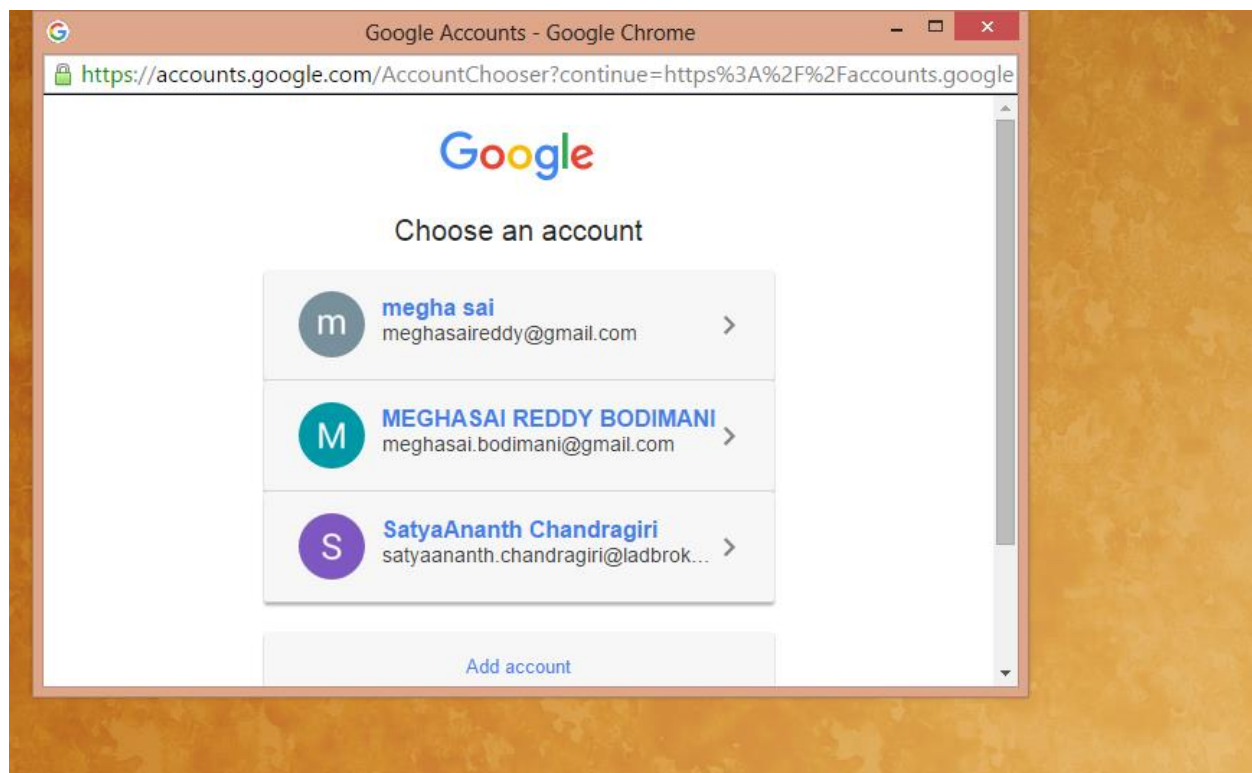 Google Accounts - Google Chrome
https://accounts.google.com/AccountChooser?continue=https%3A%2F%2Faccounts.google
Google
Choose an account
m
megha sai
meghasaireddy@gmail.com
M
MEGHASAI REDDY BODIMANI
meghasai.bodimani@gmail.com
S
SatyaAnanth Chandragiri
satyaananth.chandragiri@ladbrok...
Add account